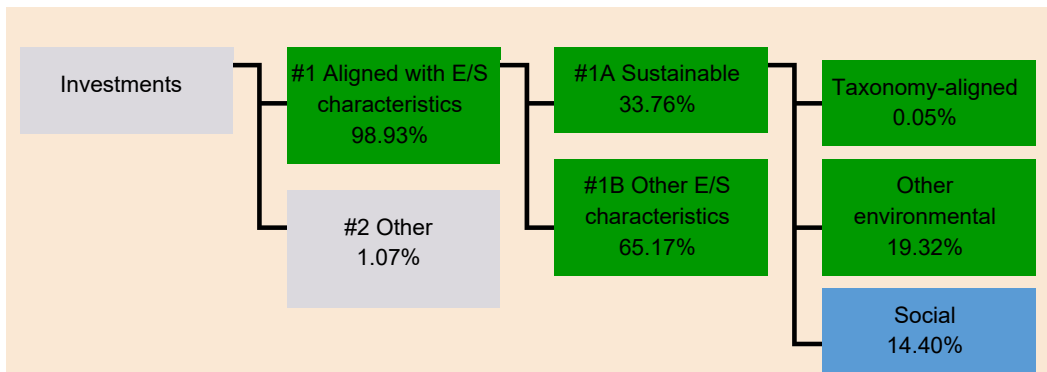 Investments
#1 Aligned with E/S
characteristics
98.93%
#2 Other
1.07%
#1A Sustainable
33.76%
#1B Other E/S
characteristics
65.17%
Taxonomy-aligned
0.05%
Other
environmental
19.32%
Social
14.40%